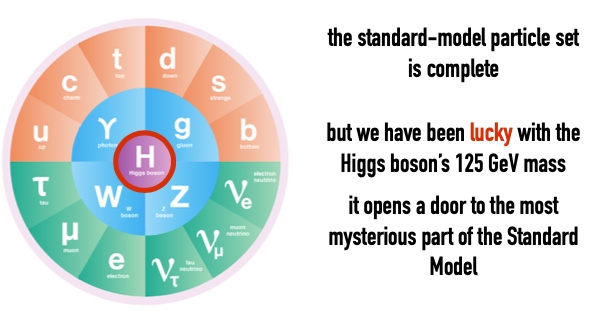 t
top
d
down
c
charm
s
strange
u
up
γ
photon
g
gluon
b
bottom
H
Higgs boson
τ
tau
W
W
boson
Z
Z
boson
νe
electron
neutrino
μ
muon
νμ
muon
neutrino
e
electron
ντ
tau
neutrino
the standard-model particle set
is complete
but we have been lucky with the
Higgs boson's 125 GeV mass
it opens a door to the most
mysterious part of the Standard
Model